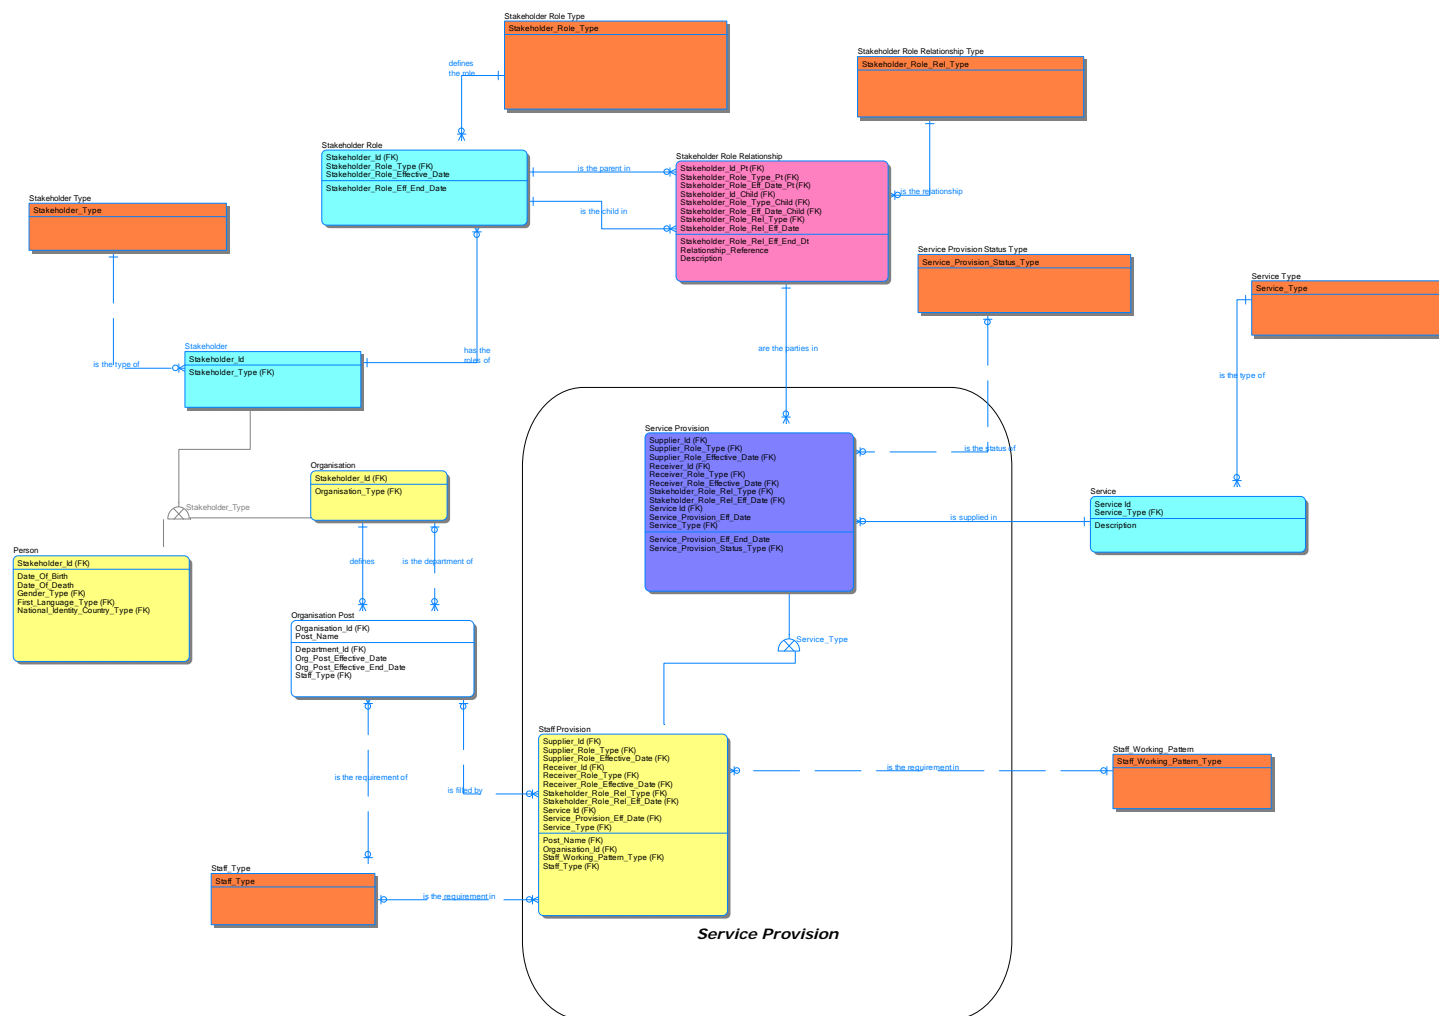 Stakeholder Role Type
Stakeholder_Role_Type
defines
the role
Stakeholder Role Relationship Type
Stakeholder_Role_Rel_Type
Stakeholder Role
Stakeholder_Id (FK)
Stakeholder_Role_Type (FK)
Stakeholder_Role_Effective_Date
Stakeholder_Role_Eff_End_Date
is the parent in
is the child in
Stakeholder Role Relationship
Stakeholder_Id_Pt (FK)
Stakeholder_Role_Type_Pt (FK)
Stakeholder_Role_Eff_Date_Pt (FK)
Stakeholder_Id_Child (FK)
Stakeholder_Role_Type_Child (FK)
Stakeholder_Role_Eff_Date_Child (FK)
Stakeholder_Role_Rel_Type (FK)
Stakeholder_Role_Rel_Eff_Date
Stakeholder_Role_Rel_Eff_End_Dt
Relationship_Reference
Description
is the relationship
Stakeholder Type
Stakeholder_Type
Service Provision Status Type
Service_Provision_Status_Type
Service Type
Service_Type
is the type of
Stakeholder
Stakeholder_Id
Stakeholder_Type (FK)
has the
roles of
are the parties in
is the type of
Service Provision
Supplier_Id (FK)
Supplier_Role_Type (FK)
Supplier_Role_Effective_Date (FK)
Receiver_Id (FK)
Receiver_Role_Type (FK)
Receiver_Role_Effective_Date (FK)
Stakeholder_Role_Rel_Type (FK)
Stakeholder_Role_Rel_Eff_Date (FK)
Service Id (FK)
Service_Provision_Eff_Date
Service_Type (FK)
Service_Provision_Eff_End_Date
Service_Provision_Status_Type (FK)
is the status of
is supplied in
Service
Service Id
Service_Type (FK)
Description
Organisation
Stakeholder_Id (FK)
Organisation_Type (FK)
Stakeholder_Type
Person
Stakeholder_Id (FK)
Date_Of_Birth
Date_Of_Death
Gender_Type (FK)
First_Language_Type (FK)
National_Identity_Country_Type (FK)
defines
is the department of
Organisation Post
Organisation_Id (FK)
Post_Name
Department_Id (FK)
Org_Post_Effective_Date
Org_Post_Effective_End_Date
Staff_Type (FK)
Service_Type
Staff Provision
Supplier_Id (FK)
Supplier_Role_Type (FK)
Supplier_Role_Effective_Date (FK)
Receiver_Id (FK)
Receiver_Role_Type (FK)
Receiver_Role_Effective_Date (FK)
Stakeholder_Role_Rel_Type (FK)
Stakeholder_Role_Rel_Eff_Date (FK)
Service Id (FK)
Service_Provision_Eff_Date (FK)
Service_Type (FK)
Post_Name (FK)
Organisation_Id (FK)
Staff_Working_Pattern_Type (FK)
Staff_Type (FK)
is the requirement in
Staff_Working_Pattern
Staff_Working_Pattern_Type
is the requirement of
is filled by
Staff_Type
Staff_Type
is the requirement in
Service Provision